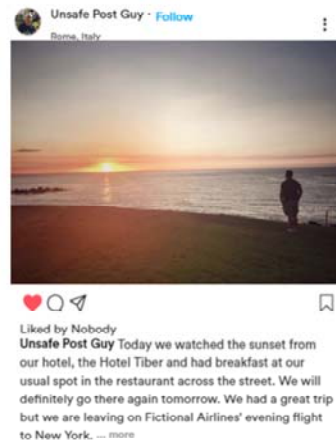 Unsafe Post Guy · Follow
Rome, Italy
Liked by Nobody
Unsafe Post Guy Today we watched the sunset from
our hotel, the Hotel Tiber and had breakfast at our
usual spot in the restaurant across the street. We will
definitely go there again tomorrow. We had a great trip
but we are leaving on Fictional Airlines' evening flight
to New York. ... more